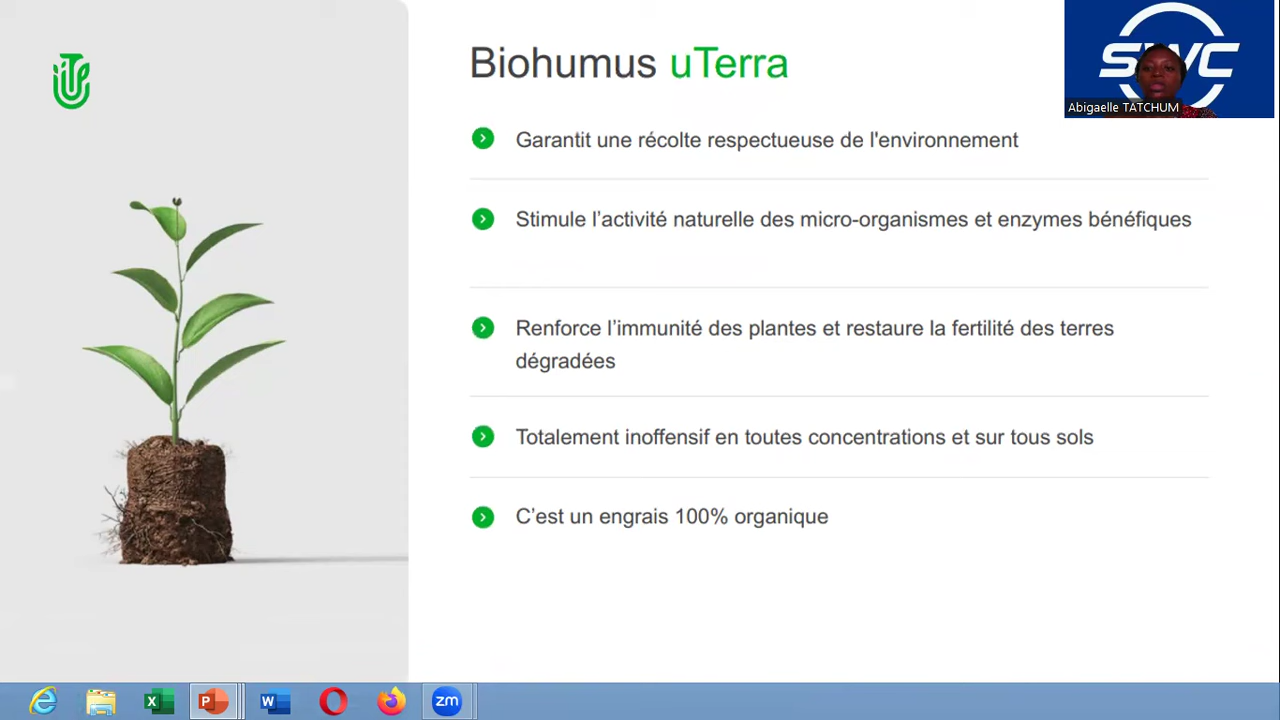 Biohumus uTerra
SWC
Abigaelle TATCHUM
Garantit une récolte respectueuse de l'environnement
Stimule l’activité naturelle des micro-organismes et enzymes bénéfiques
Renforce l’immunité des plantes et restaure la fertilité des terres
dégradées
Totalement inoffensif en toutes concentrations et sur tous sols
C’est un engrais 100% organique
X
P
W
zm